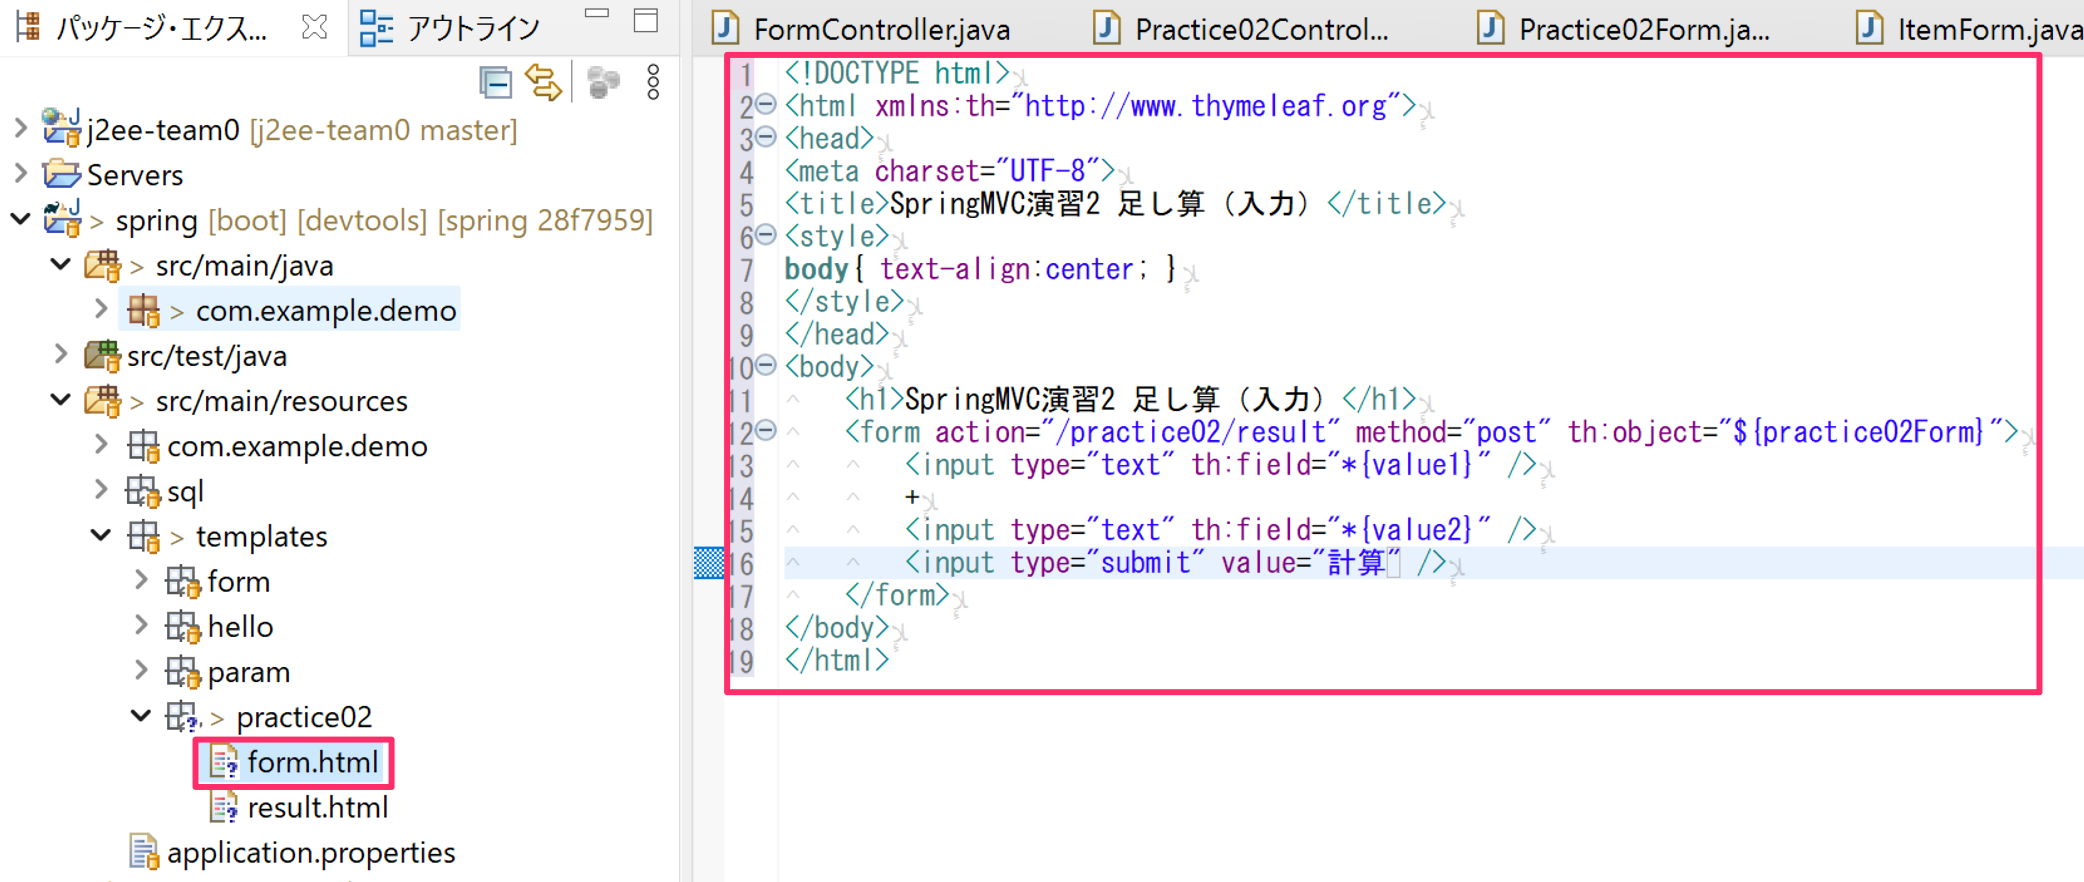 パッケージ・エクス...
アウトライン
j2ee-team0 [j2ee-team0 master]
Servers
> spring [boot] [devtools] [spring 28f7959]
> src/main/java
> com.example.demo
src/test/java
> src/main/resources
com.example.demo
sql
> templates
form
hello
param
> practice02
form.html
result.html
application.properties
FormController.java
Practice02Control...
Practice02Form.ja...
ItemForm.java
1 <!DOCTYPE html>
2 <html xmlns:th="http://www.thymeleaf.org">
3 <head>
4 <meta charset="UTF-8">
5 <title>SpringMVC演習2 足し算（入力）</title>
6 <style>
7 body{ text-align:center; }
8 </style>
9 </head>
10 <body>
11 <h1>SpringMVC演習2 足し算（入力）</h1>
12 <form action="/practice02/result" method="post" th:object="${practice02Form}">
13 <input type="text" th:field="*{value1}" />
14 +
15 <input type="text" th:field="*{value2}" />
16 <input type="submit" value="計算" />
17 </form>
18 </body>
19 </html>